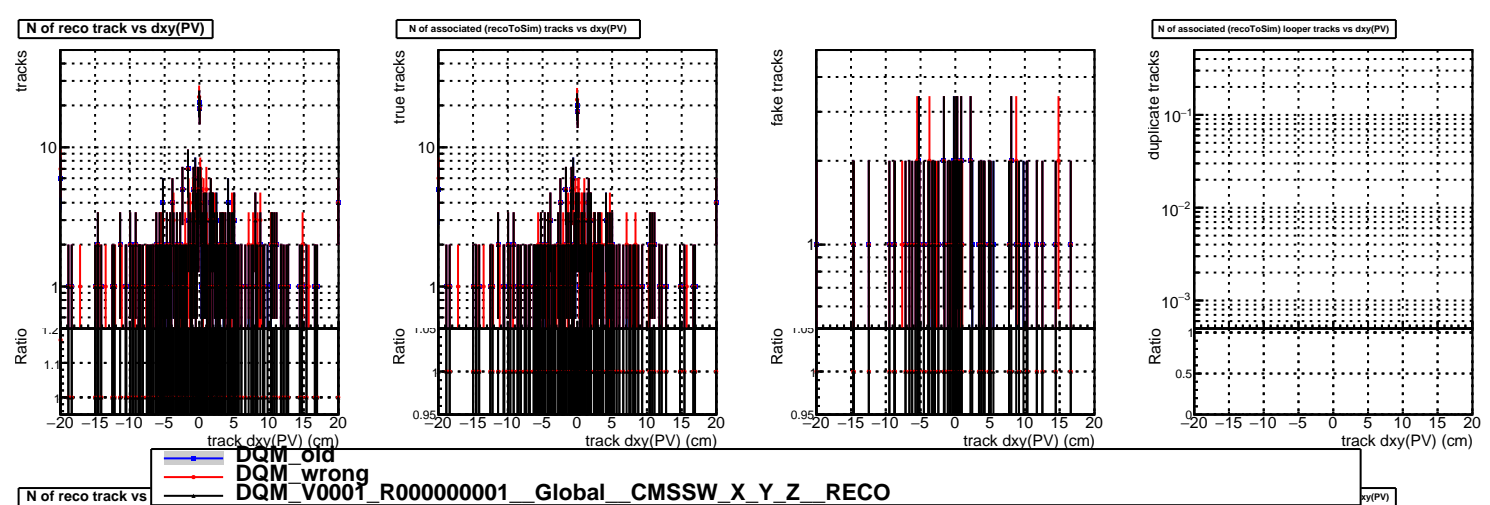 N of reco track vs dxy(PV)
tracks
10
1
Ratio
1.2
1.1
1
−20 −15 −10 −5 0 5 10 15 20
track dxy(PV) (cm)
N of associated (recoToSim) tracks vs dxy(PV)
true tracks
10
1
Ratio
1.05
1
0.95
−20 −15 −10 −5 0 5 10 15 20
track dxy(PV) (cm)
fake tracks
1
Ratio
1.05
1
0.95
−20 −15 −10 −5 0 5 10 15 20
track dxy(PV) (cm)
N of associated (recoToSim) looper tracks vs dxy(PV)
duplicate tracks
10−1
10−2
10−3
Ratio
1
0.5
0
−20 −15 −10 −5 0 5 10 15 20
track dxy(PV) (cm)
DQM_old
DQM_wrong
DQM_V0001_R000000001__Global__CMSSW_X_Y_Z__RECO
N of reco track vs
xy(PV)